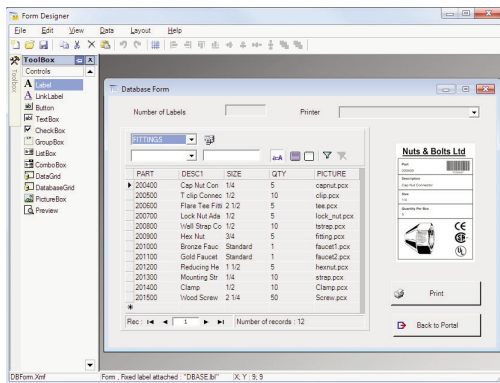 Form Designer
File Edit View Data Layout Help
ToolBox
Toolbox
Controls
Label
LinkLabel
Button
TextBox
CheckBox
GroupBox
ListBox
ComboBox
DataGrid
DatabaseGrid
PictureBox
Preview
Database Form
Number of Labels Printer
FITTINGS
a=A
PART DESC1 SIZE QTY PICTURE
200400 Cap Nut Con 1/4 5 capnut.pcx
200500 T clip Connec 1/2 10 clip.pcx
200600 Flare Tee Fitti 2 1/2 5 tee.pcx
200700 Lock Nut Ada 1/2 5 lock_nut.pcx
200800 Wall Strap Co 1/2 10 tstrap.pcx
200900 Hex Nut 3/4 5 fitting.pcx
201000 Bronze Fauc Standard 1 faucet1.pcx
201100 Gold Faucet Standard 1 faucet2.pcx
201200 Reducing He 1 1/2 5 hexnut.pcx
201300 Mounting Str 1/4 10 strap.pcx
201400 Clamp 1/2 10 Clamp.pcx
201500 Wood Screw 2 1/4 50 Screw.pcx
Rec : 1 Number of records : 12
Nuts & Bolts Ltd
Part
200400
Description
Cap Nut Connector
Size
1/4
Quantity Per Box
5
Print
Back to Portal
DBForm.Xmf Form , Fixed label attached : "DBASE.lbl" X; Y : 9; 9